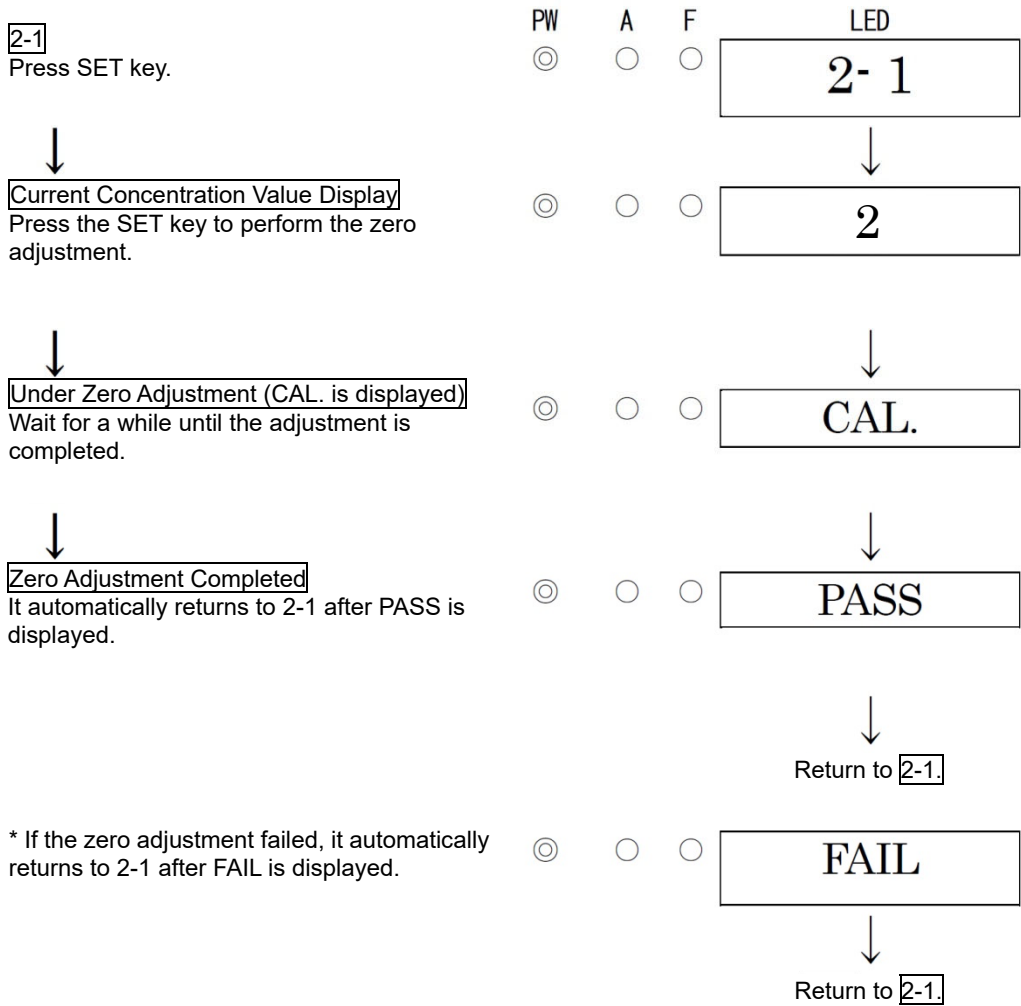 PW A F LED
2-1
Press SET key.
2- 1
Current Concentration Value Display
Press the SET key to perform the zero
adjustment.
2
Under Zero Adjustment (CAL. is displayed)
Wait for a while until the adjustment is
completed.
CAL.
Zero Adjustment Completed
It automatically returns to 2-1 after PASS is
displayed.
PASS
Return to 2-1.
* If the zero adjustment failed, it automatically
returns to 2-1 after FAIL is displayed.
FAIL
Return to 2-1.